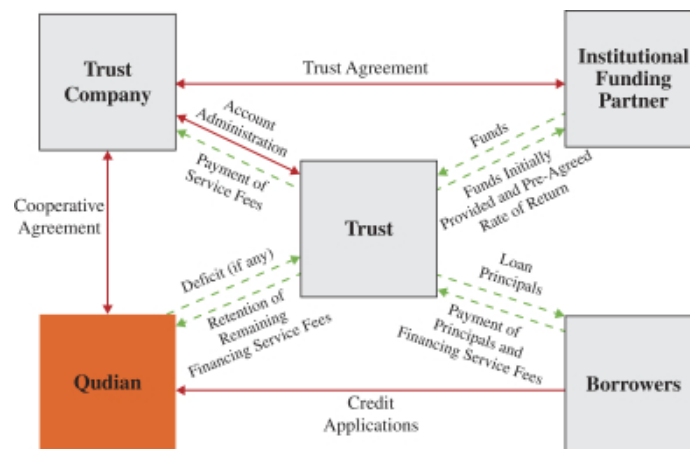 Trust
Company
Trust Agreement
Institutional
Funding
Partner
Account
Administration
Payment of
Service Fees
Funds
Funds Initially
Provided and Pre-Agreed
Rate of Return
Cooperative
Agreement
Trust
Deficit (if any)
Retention of
Remaining
Financing Service Fees
Loan
Principals
Payment of
Principals and
Financing Service Fees
Qudian
Credit
Applications
Borrowers